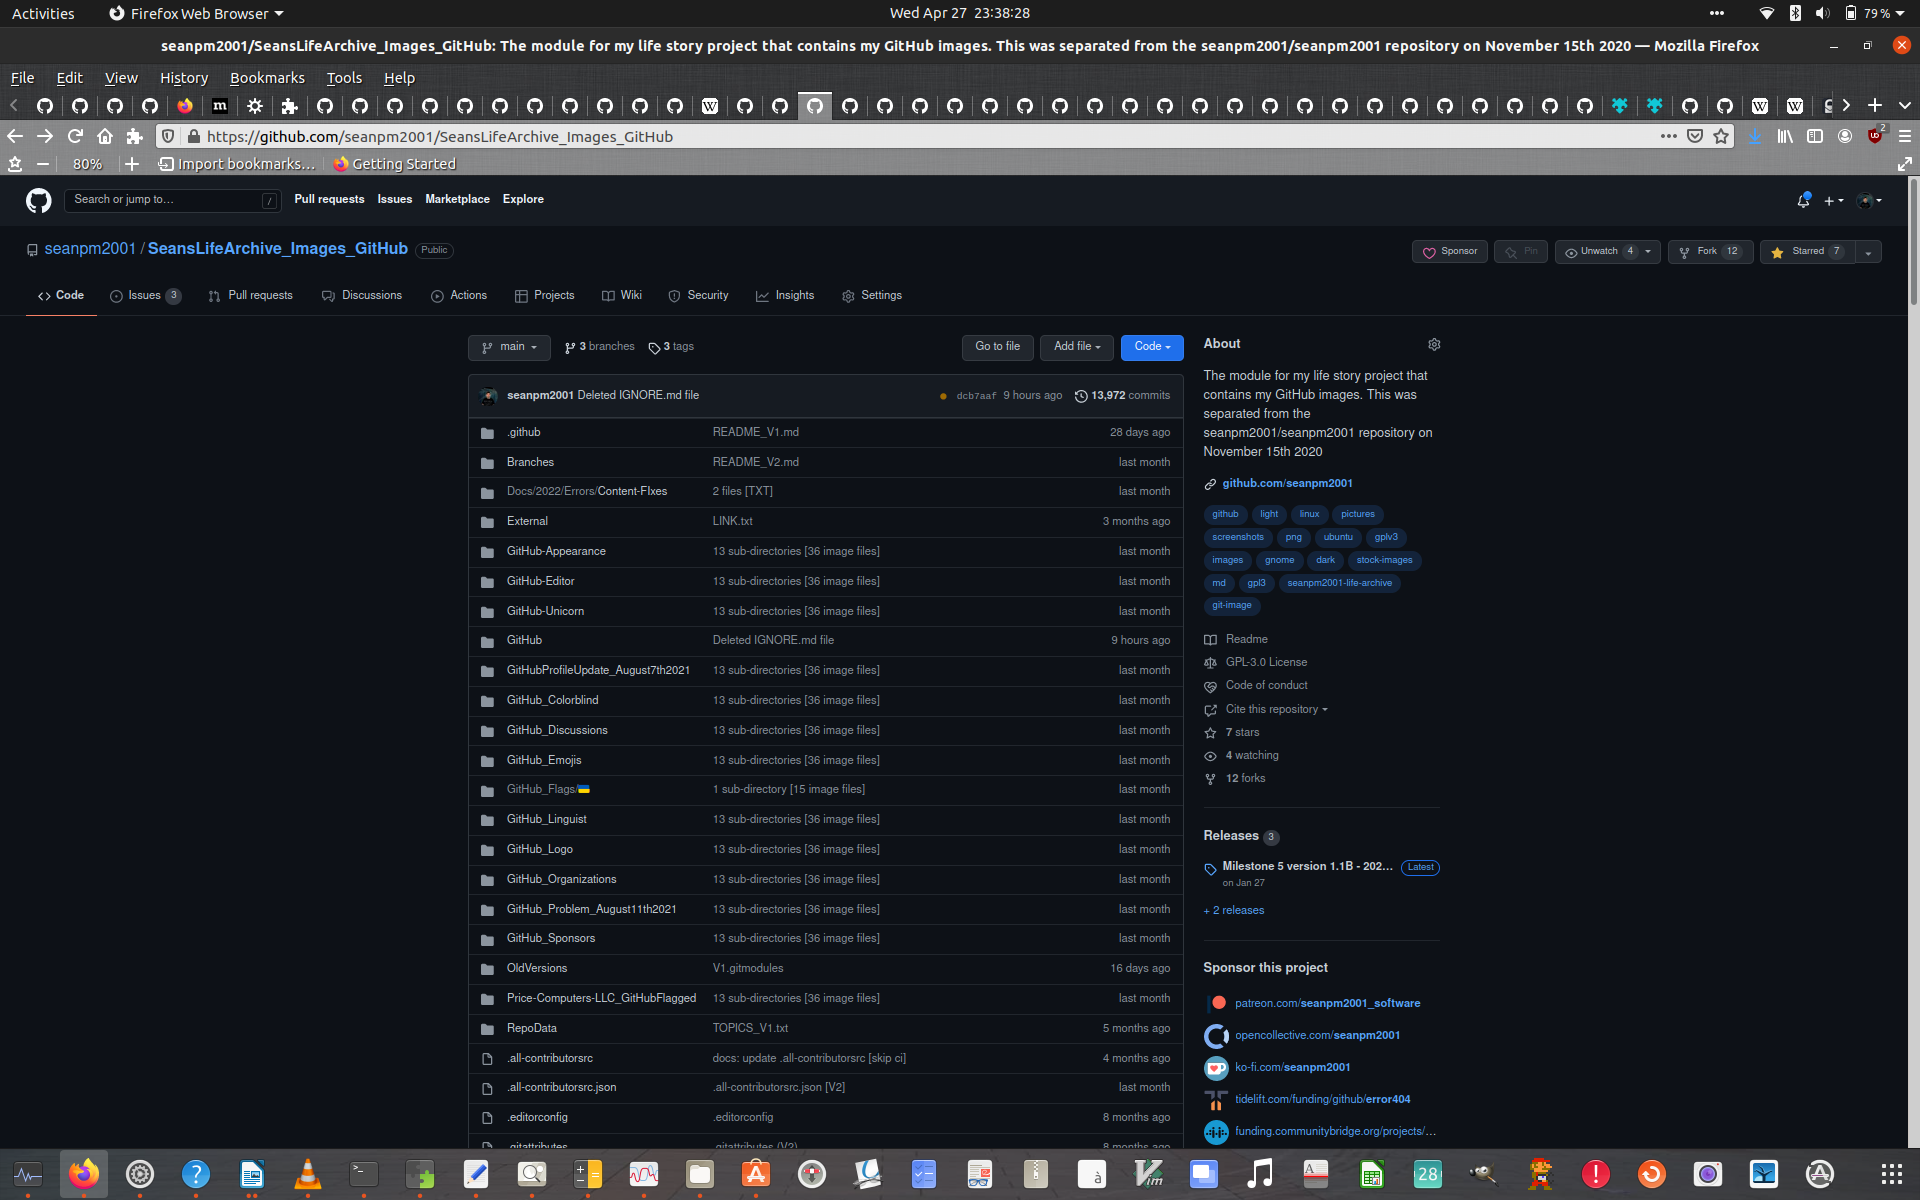 Activities Firefox Web Browser Wed Apr 27 23:38:28 79 %
seanpm2001/SeansLifeArchive_Images_GitHub: The module for my life story project that contains my GitHub images. This was separated from the seanpm2001/seanpm2001 repository on November 15th 2020 — Mozilla Firefox
File Edit View History Bookmarks Tools Help
https://github.com/seanpm2001/SeansLifeArchive_Images_GitHub 2
80% Import bookmarks... Getting Started
Search or jump to... / Pull requests Issues Marketplace Explore
seanpm2001 / SeansLifeArchive_Images_GitHub Public Sponsor Pin Unwatch 4 Fork 12 Starred 7
Code Issues 3 Pull requests Discussions Actions Projects Wiki Security Insights Settings
main 3 branches 3 tags Go to file Add file Code
seanpm2001 Deleted IGNORE.md file dcb7aaf 9 hours ago 13,972 commits
.github README_V1.md 28 days ago
Branches README_V2.md last month
Docs/2022/Errors/Content-FIxes 2 files [TXT] last month
External LINK.txt 3 months ago
GitHub-Appearance 13 sub-directories [36 image files] last month
GitHub-Editor 13 sub-directories [36 image files] last month
GitHub-Unicorn 13 sub-directories [36 image files] last month
GitHub Deleted IGNORE.md file 9 hours ago
GitHubProfileUpdate_August7th2021 13 sub-directories [36 image files] last month
GitHub_Colorblind 13 sub-directories [36 image files] last month
GitHub_Discussions 13 sub-directories [36 image files] last month
GitHub_Emojis 13 sub-directories [36 image files] last month
GitHub_Flags/🇺🇦 1 sub-directory [15 image files] last month
GitHub_Linguist 13 sub-directories [36 image files] last month
GitHub_Logo 13 sub-directories [36 image files] last month
GitHub_Organizations 13 sub-directories [36 image files] last month
GitHub_Problem_August11th2021 13 sub-directories [36 image files] last month
GitHub_Sponsors 13 sub-directories [36 image files] last month
OldVersions V1.gitmodules 16 days ago
Price-Computers-LLC_GitHubFlagged 13 sub-directories [36 image files] last month
RepoData TOPICS_V1.txt 5 months ago
.all-contributorsrc docs: update .all-contributorsrc [skip ci] 4 months ago
.all-contributorsrc.json .all-contributorsrc.json [V2] last month
.editorconfig .editorconfig 8 months ago
.gitattributes .gitattributes (V2) 8 months ago
About
The module for my life story project that
contains my GitHub images. This was
separated from the
seanpm2001/seanpm2001 repository on
November 15th 2020
github.com/seanpm2001
github light linux pictures
screenshots png ubuntu gplv3
images gnome dark stock-images
md gpl3 seanpm2001-life-archive
git-image
Readme
GPL-3.0 License
Code of conduct
Cite this repository
7 stars
4 watching
12 forks
Releases 3
Milestone 5 version 1.1B - 202... Latest
on Jan 27
+ 2 releases
Sponsor this project
patreon.com/seanpm2001_software
opencollective.com/seanpm2001
ko-fi.com/seanpm2001
tidelift.com/funding/github/error404
funding.communitybridge.org/projects/...
28